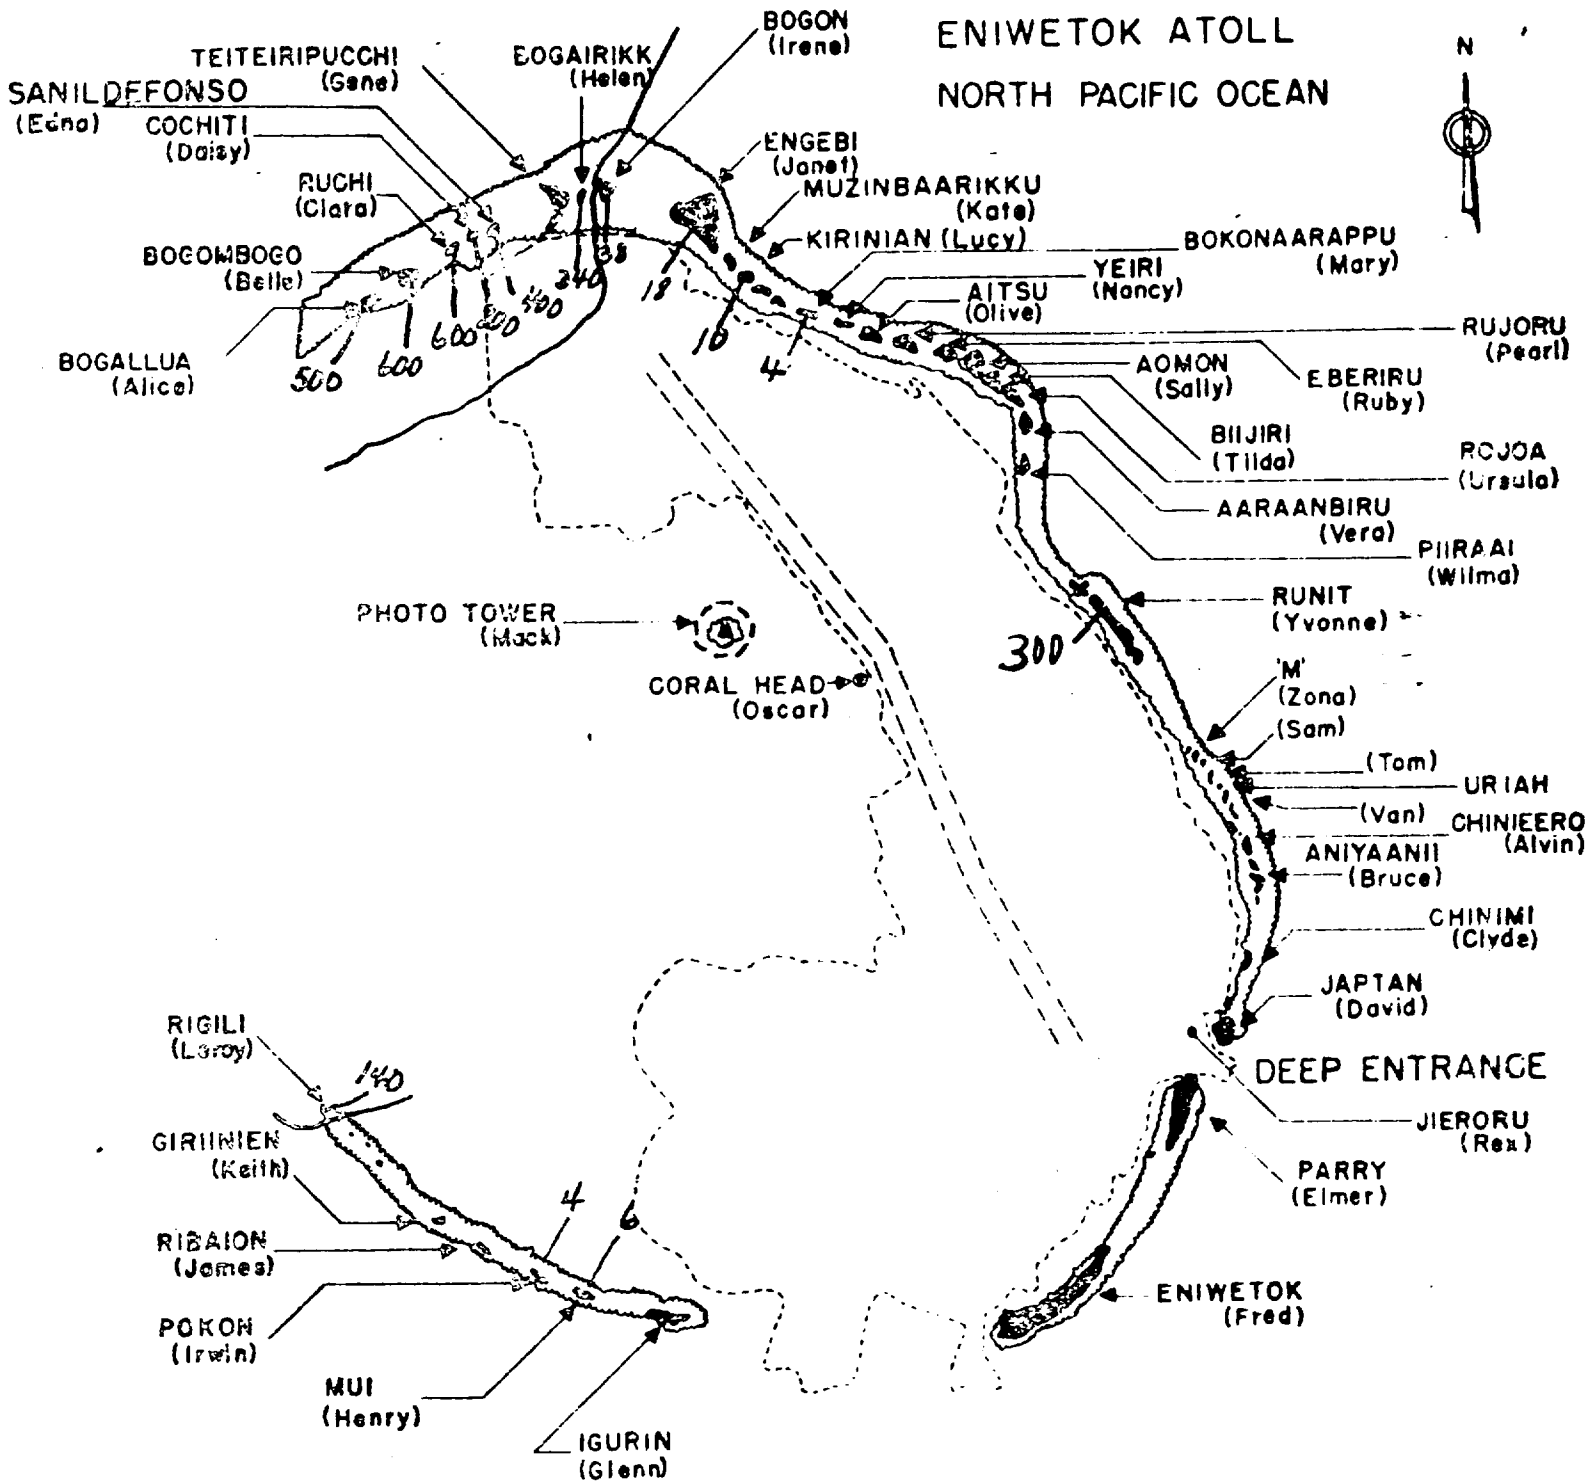 ENIWETOK ATOLL
NORTH PACIFIC OCEAN
N
BOGON
(Irene)
TEITEIRIPUCCHI
(Gene)
BOGAIRIKK
(Helen)
SANILDEFFONSO
(Edna)
COCHITI
(Daisy)
RUCHI
(Clara)
BOGOMBOGO
(Belle)
BOGALLUA
(Alice)
500
600
600
400
240
38
18
10
4
ENGEBI
(Janet)
MUZINBAARIKKU
(Kate)
KIRINIAN (Lucy)
BOKONAARAPPU
(Mary)
YEIRI
(Nancy)
AITSU
(Olive)
RUJORU
(Pearl)
EBERIRU
(Ruby)
AOMON
(Sally)
BIIJIRI
(Tilda)
ROJOA
(Ursula)
AARAANBIRU
(Vera)
PIIRAAI
(Wilma)
PHOTO TOWER
(Mack)
CORAL HEAD
(Oscar)
RUNIT
(Yvonne)
300
'M'
(Zona)
(Sam)
(Tom)
URIAH
(Van)
CHINIEERO
(Alvin)
ANIYAANII
(Bruce)
CHINIMI
(Clyde)
JAPTAN
(David)
DEEP ENTRANCE
JIERORU
(Rex)
PARRY
(Elmer)
ENIWETOK
(Fred)
RIGILI
(Leroy)
140
GIRIINIEN
(Keith)
RIBAION
(James)
POKON
(Irwin)
4
6
MUI
(Henry)
IGURIN
(Glenn)